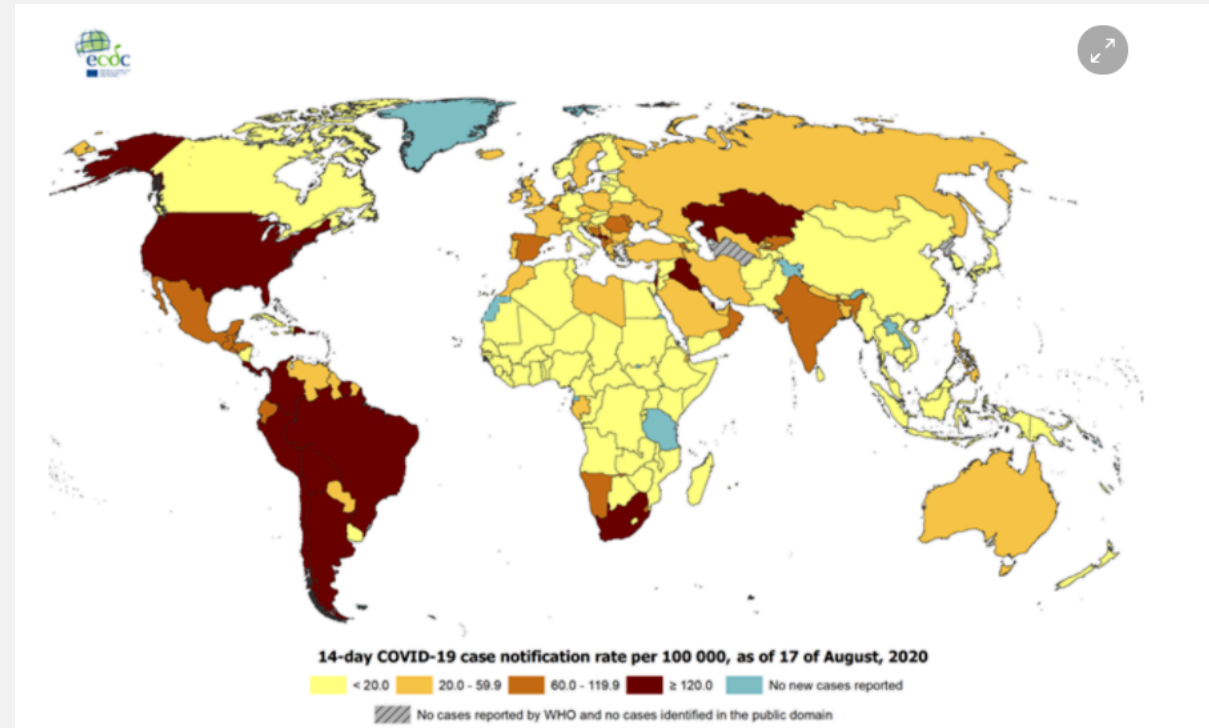 ecdc
14-day COVID-19 case notification rate per 100 000, as of 17 of August, 2020
< 20.0 20.0 - 59.9 60.0 - 119.9 ≥ 120.0 No new cases reported
No cases reported by WHO and no cases identified in the public domain